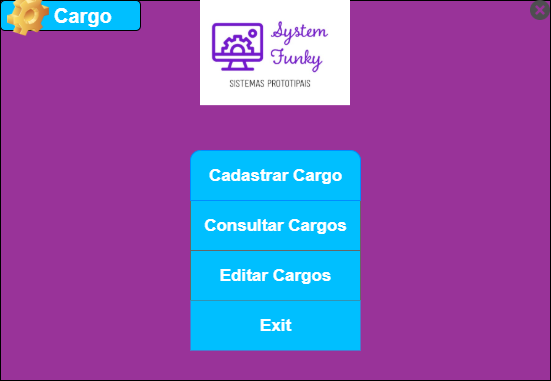 Cargo
System
Funky
SISTEMAS PROTOTIPAIS
Cadastrar Cargo
Consultar Cargos
Editar Cargos
Exit